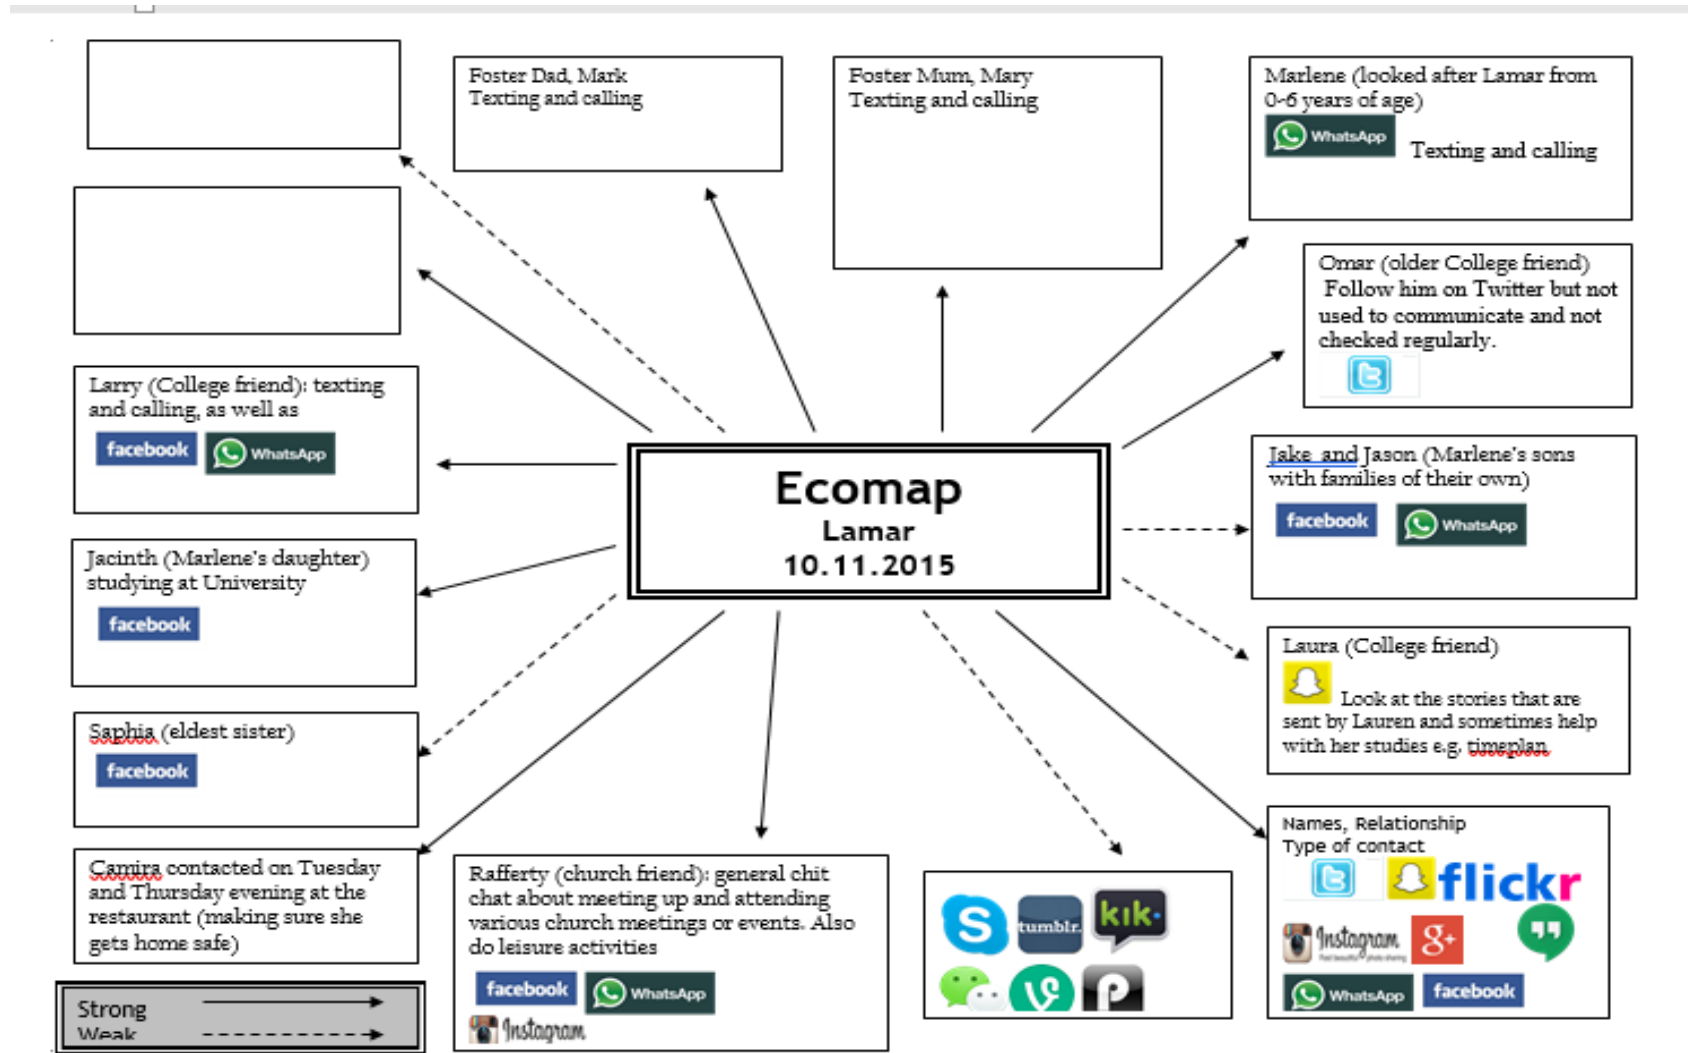 Foster Dad, Mark
Texting and calling
Foster Mum, Mary
Texting and calling
Marlene (looked after Lamar from
0-6 years of age)
WhatsApp Texting and calling
Omar (older College friend)
Follow him on Twitter but not
used to communicate and not
checked regularly.
Larry (College friend): texting
and calling, as well as
facebook WhatsApp
Ecomap
Lamar
10.11.2015
Jake and Jason (Marlene's sons
with families of their own)
facebook WhatsApp
Jacinth (Marlene's daughter)
studying at University
facebook
Laura (College friend)
Look at the stories that are
sent by Lauren and sometimes help
with her studies e.g. timeplan
Saphia (eldest sister)
facebook
Camira contacted on Tuesday
and Thursday evening at the
restaurant (making sure she
gets home safe)
Rafferty (church friend): general chit
chat about meeting up and attending
various church meetings or events. Also
do leisure activities
facebook WhatsApp
Instagram
S tumblr. kik·
Names, Relationship
Type of contact
flickr
Instagram g+
WhatsApp facebook
Strong
Weak